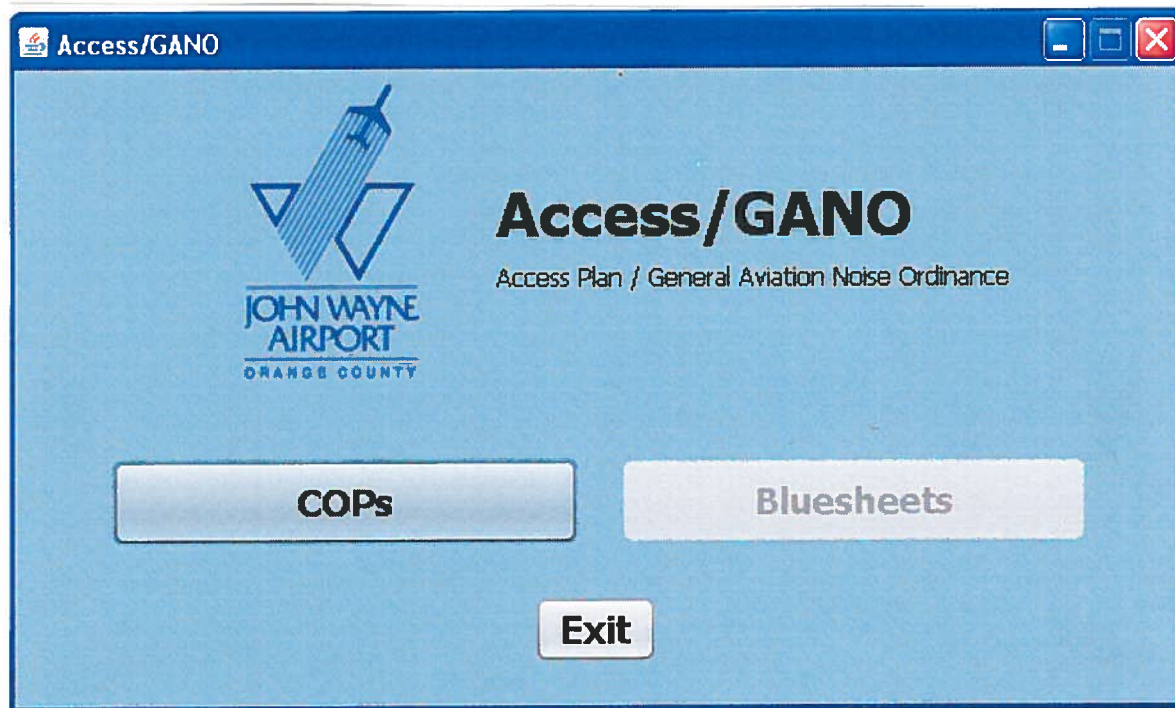 Access/GANO
JOHN WAYNE
AIRPORT
ORANGE COUNTY
Access/GANO
Access Plan / General Aviation Noise Ordinance
COPs
Bluesheets
Exit